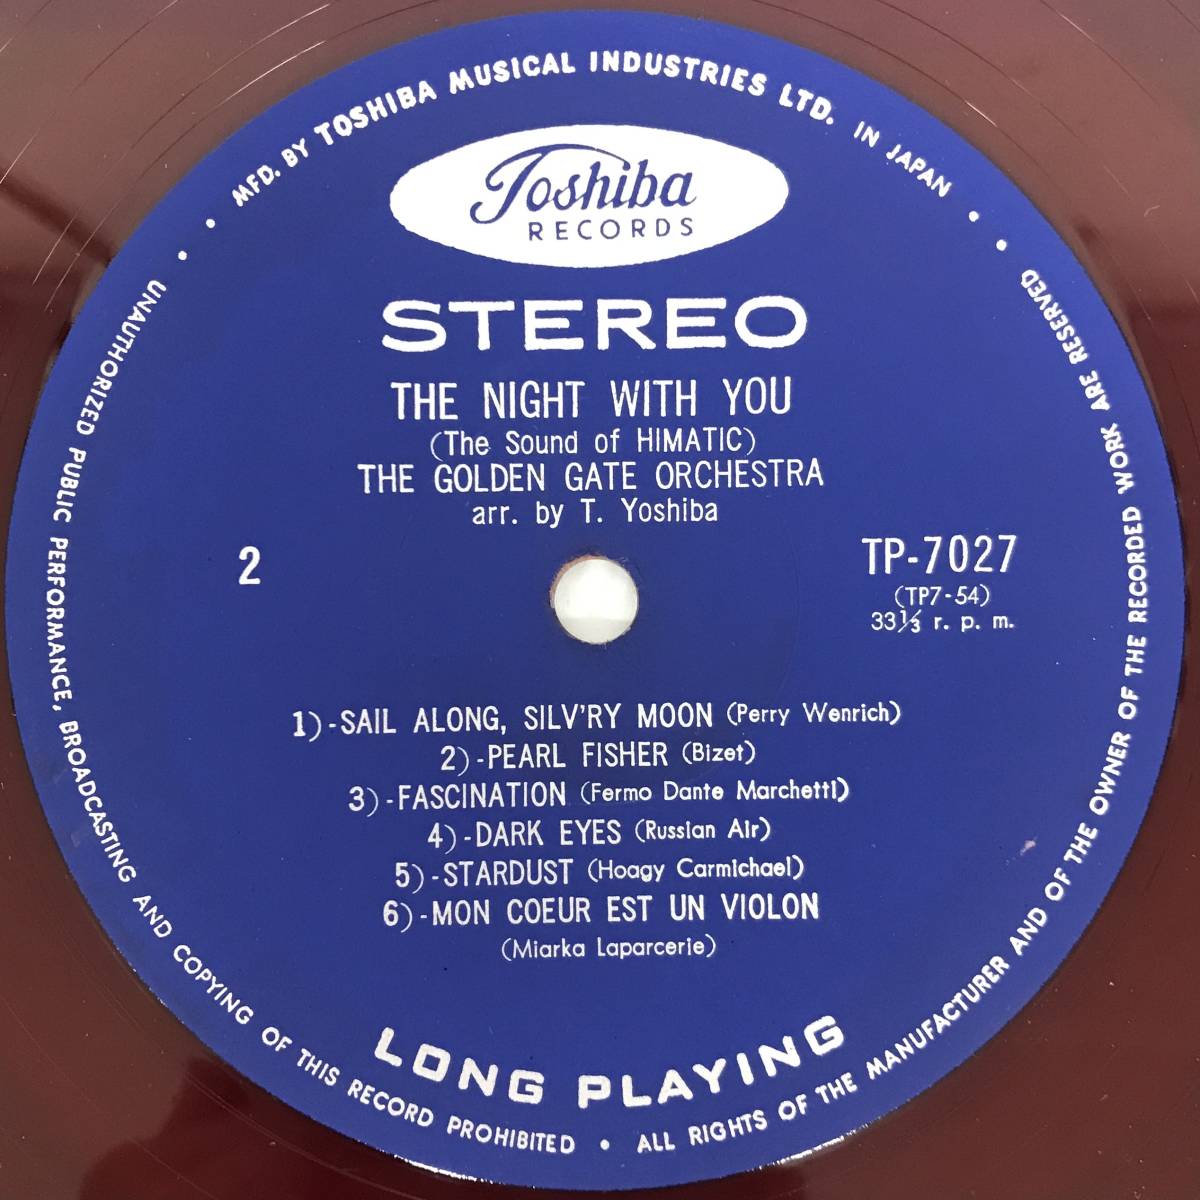 MFD. BY TOSHIBA MUSICAL INDUSTRIES LTD. IN JAPAN
Toshiba
RECORDS
STEREO
THE NIGHT WITH YOU
(The Sound of HIMATIC)
THE GOLDEN GATE ORCHESTRA
arr. by T. Yoshiba
2
TP-7027
(TP7-54)
33⅓ r. p. m.
1)-SAIL ALONG, SILV'RY MOON (Perry Wenrich)
2)-PEARL FISHER (Bizet)
3)-FASCINATION (Fermo Dante Marchetti)
4)-DARK EYES (Russian Air)
5)-STARDUST (Hoagy Carmichael)
6)-MON COEUR EST UN VIOLON
(Miarka Laparcerie)
LONG PLAYING
UNAUTHORIZED PUBLIC PERFORMANCE, BROADCASTING AND COPYING OF THIS RECORD PROHIBITED • ALL RIGHTS OF THE MANUFACTURER AND OF THE OWNER OF THE RECORDED WORK ARE RESERVED